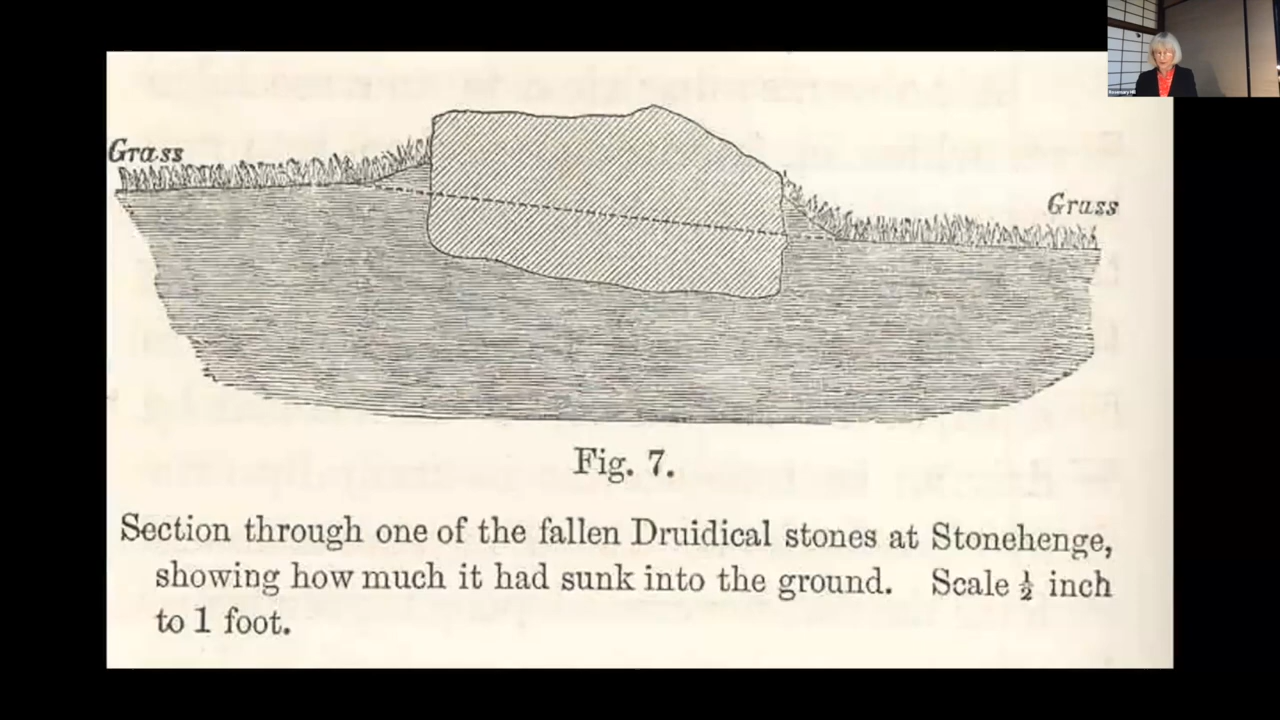 Grass
Grass
Fig. 7.
Section through one of the fallen Druidical stones at Stonehenge,
showing how much it had sunk into the ground. Scale ½ inch
to 1 foot.